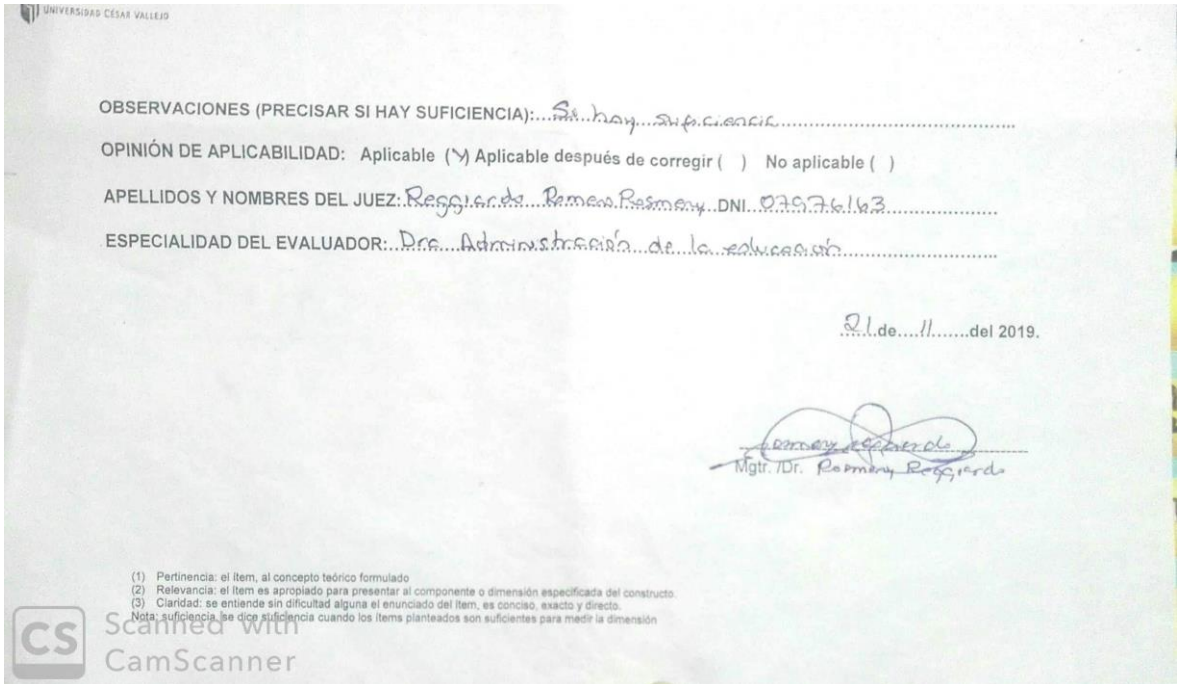 UNIVERSIDAD CÉSAR VALLEJO
OBSERVACIONES (PRECISAR SI HAY SUFICIENCIA):...Si hay suficiencia
OPINIÓN DE APLICABILIDAD: Aplicable (X) Aplicable después de corregir ( ) No aplicable ( )
APELLIDOS Y NOMBRES DEL JUEZ: Reggiardo Romero Rosmery DNI 07976163
ESPECIALIDAD DEL EVALUADOR: Dra Administración de la educación
21 de 11 del 2019.
Mgtr. /Dr. Rosmery Reggiardo
(1) Pertinencia: el ítem, al concepto teórico formulado
(2) Relevancia: el ítem es apropiado para presentar al componente o dimensión especificada del constructo.
(3) Claridad: se entiende sin dificultad alguna el enunciado del ítem, es conciso, exacto y directo.
Nota: suficiencia, se dice suficiencia cuando los ítems planteados son suficientes para medir la dimensión
CS Scanned with
CamScanner